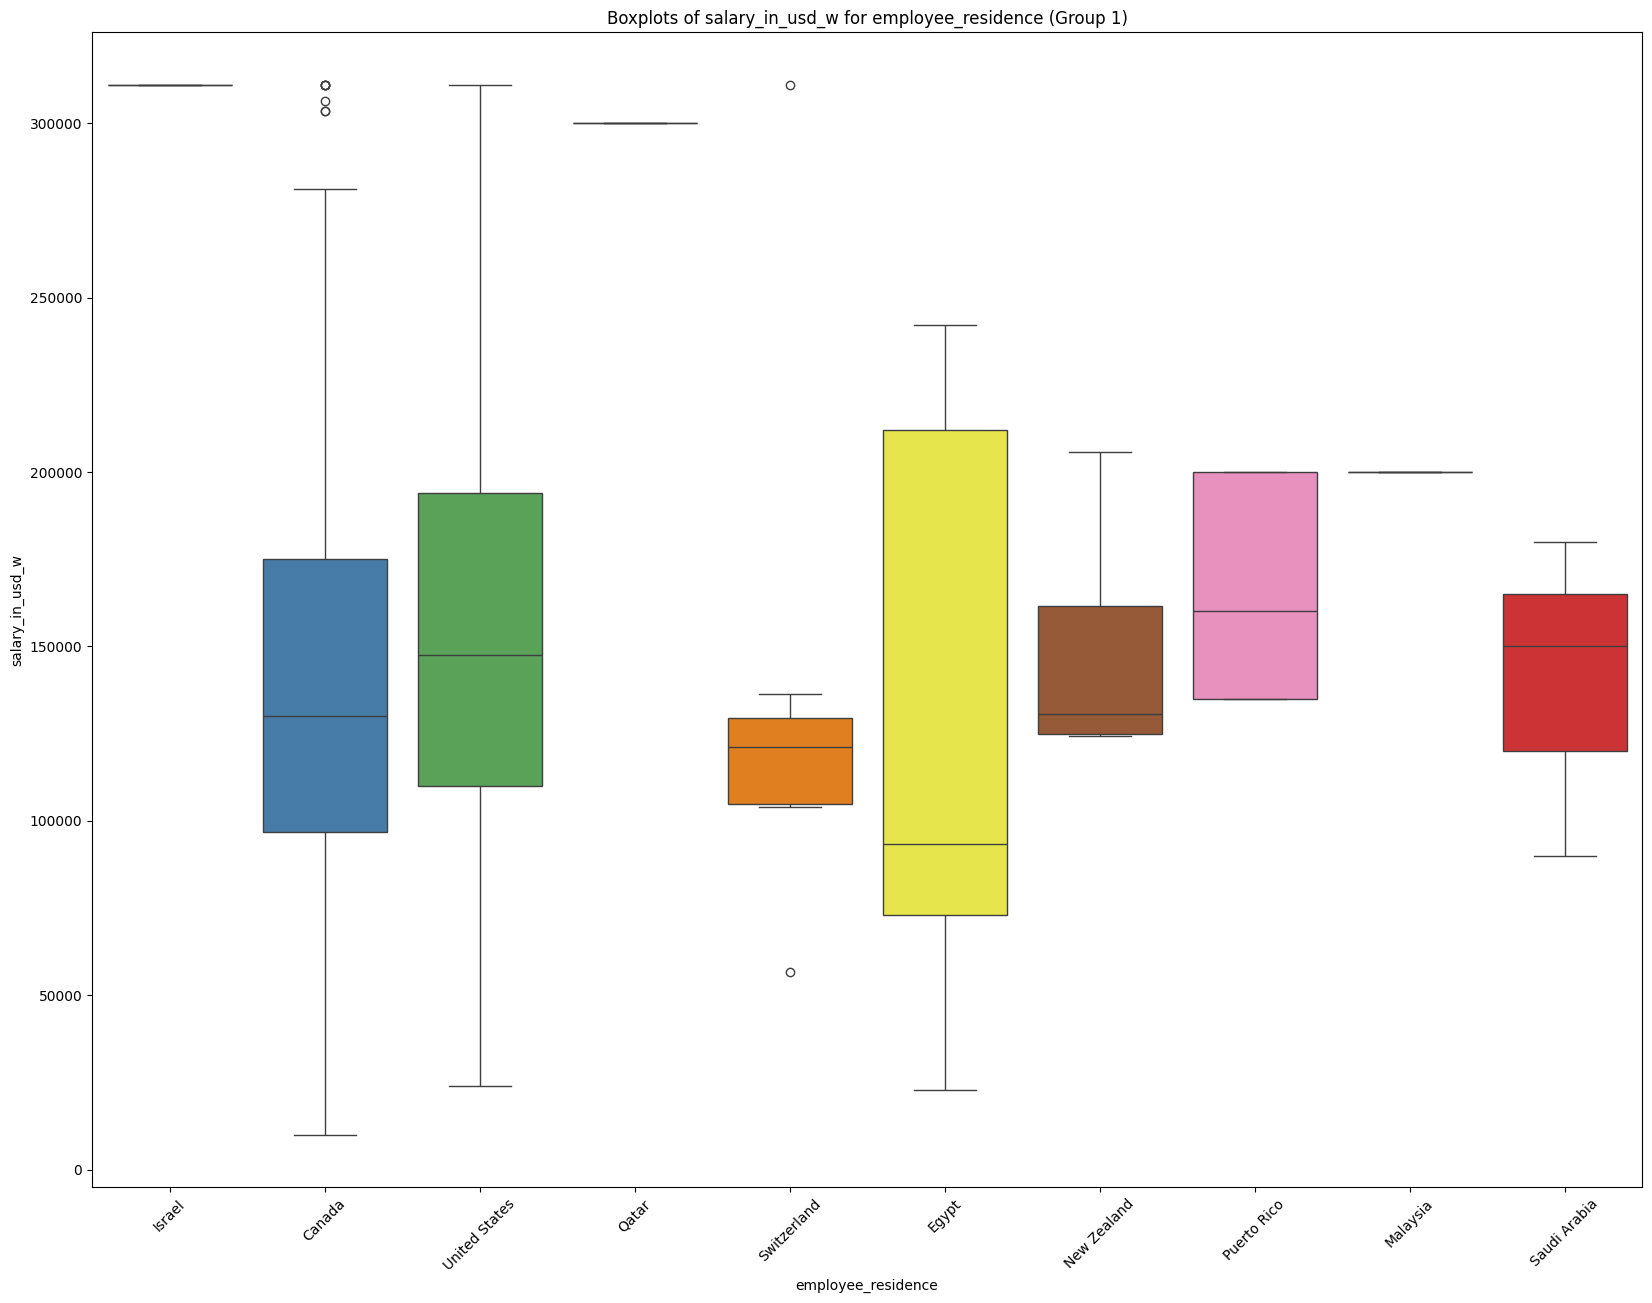 Boxplots of salary_in_usd_w for employee_residence (Group 1)
salary_in_usd_w
300000
250000
200000
150000
100000
50000
0
Israel
Canada
United States
Qatar
Switzerland
Egypt
New Zealand
Puerto Rico
Malaysia
Saudi Arabia
employee_residence